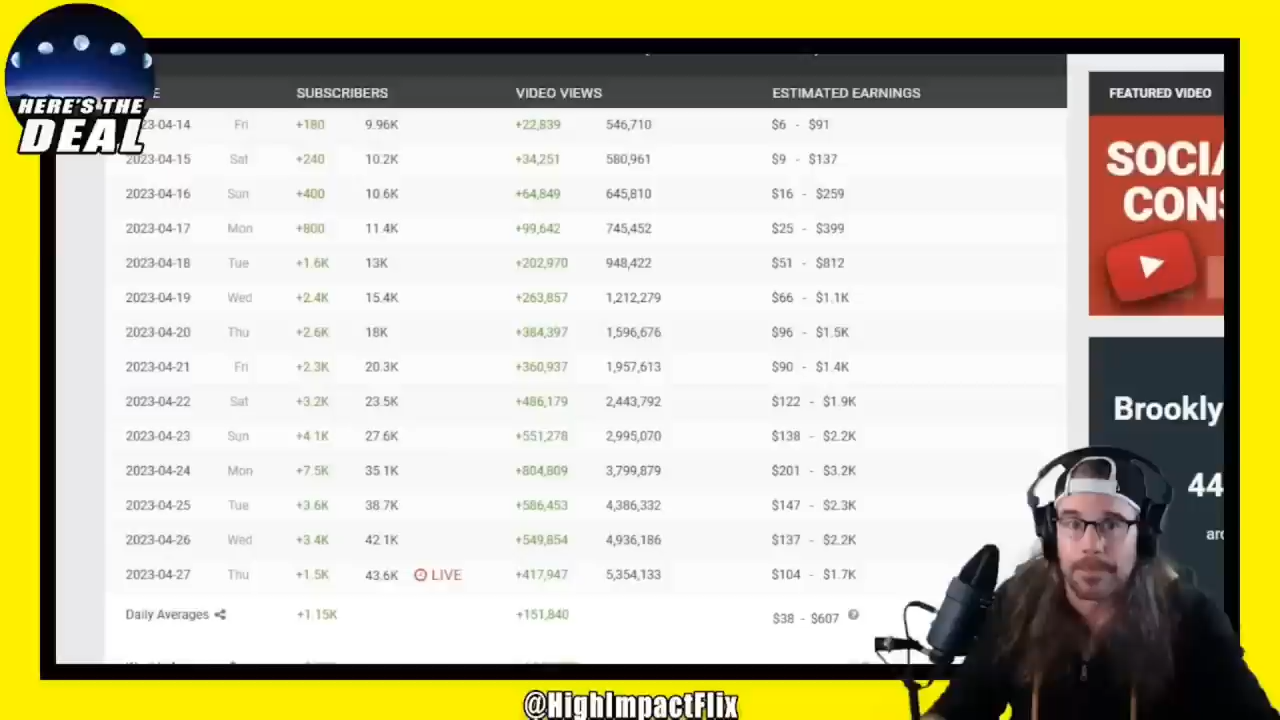 HERE'S THE
DEAL
E SUBSCRIBERS VIDEO VIEWS ESTIMATED EARNINGS
23-04-14 Fri +180 9.96K +22,839 546,710 $6 - $91
2023-04-15 Sat +240 10.2K +34,251 580,961 $9 - $137
2023-04-16 Sun +400 10.6K +64,849 645,810 $16 - $259
2023-04-17 Mon +800 11.4K +99,642 745,452 $25 - $399
2023-04-18 Tue +1.6K 13K +202,970 948,422 $51 - $812
2023-04-19 Wed +2.4K 15.4K +263,857 1,212,279 $66 - $1.1K
2023-04-20 Thu +2.6K 18K +384,397 1,596,676 $96 - $1.5K
2023-04-21 Fri +2.3K 20.3K +360,937 1,957,613 $90 - $1.4K
2023-04-22 Sat +3.2K 23.5K +486,179 2,443,792 $122 - $1.9K
2023-04-23 Sun +4.1K 27.6K +551,278 2,995,070 $138 - $2.2K
2023-04-24 Mon +7.5K 35.1K +804,809 3,799,879 $201 - $3.2K
2023-04-25 Tue +3.6K 38.7K +586,453 4,386,332 $147 - $2.3K
2023-04-26 Wed +3.4K 42.1K +549,854 4,936,186 $137 - $2.2K
2023-04-27 Thu +1.5K 43.6K LIVE +417,947 5,354,133 $104 - $1.7K
Daily Averages +1.15K +151,840 $38 - $607
FEATURED VIDEO
SOCIA
CONS
Brookly
44
arc
@HighImpactFlix